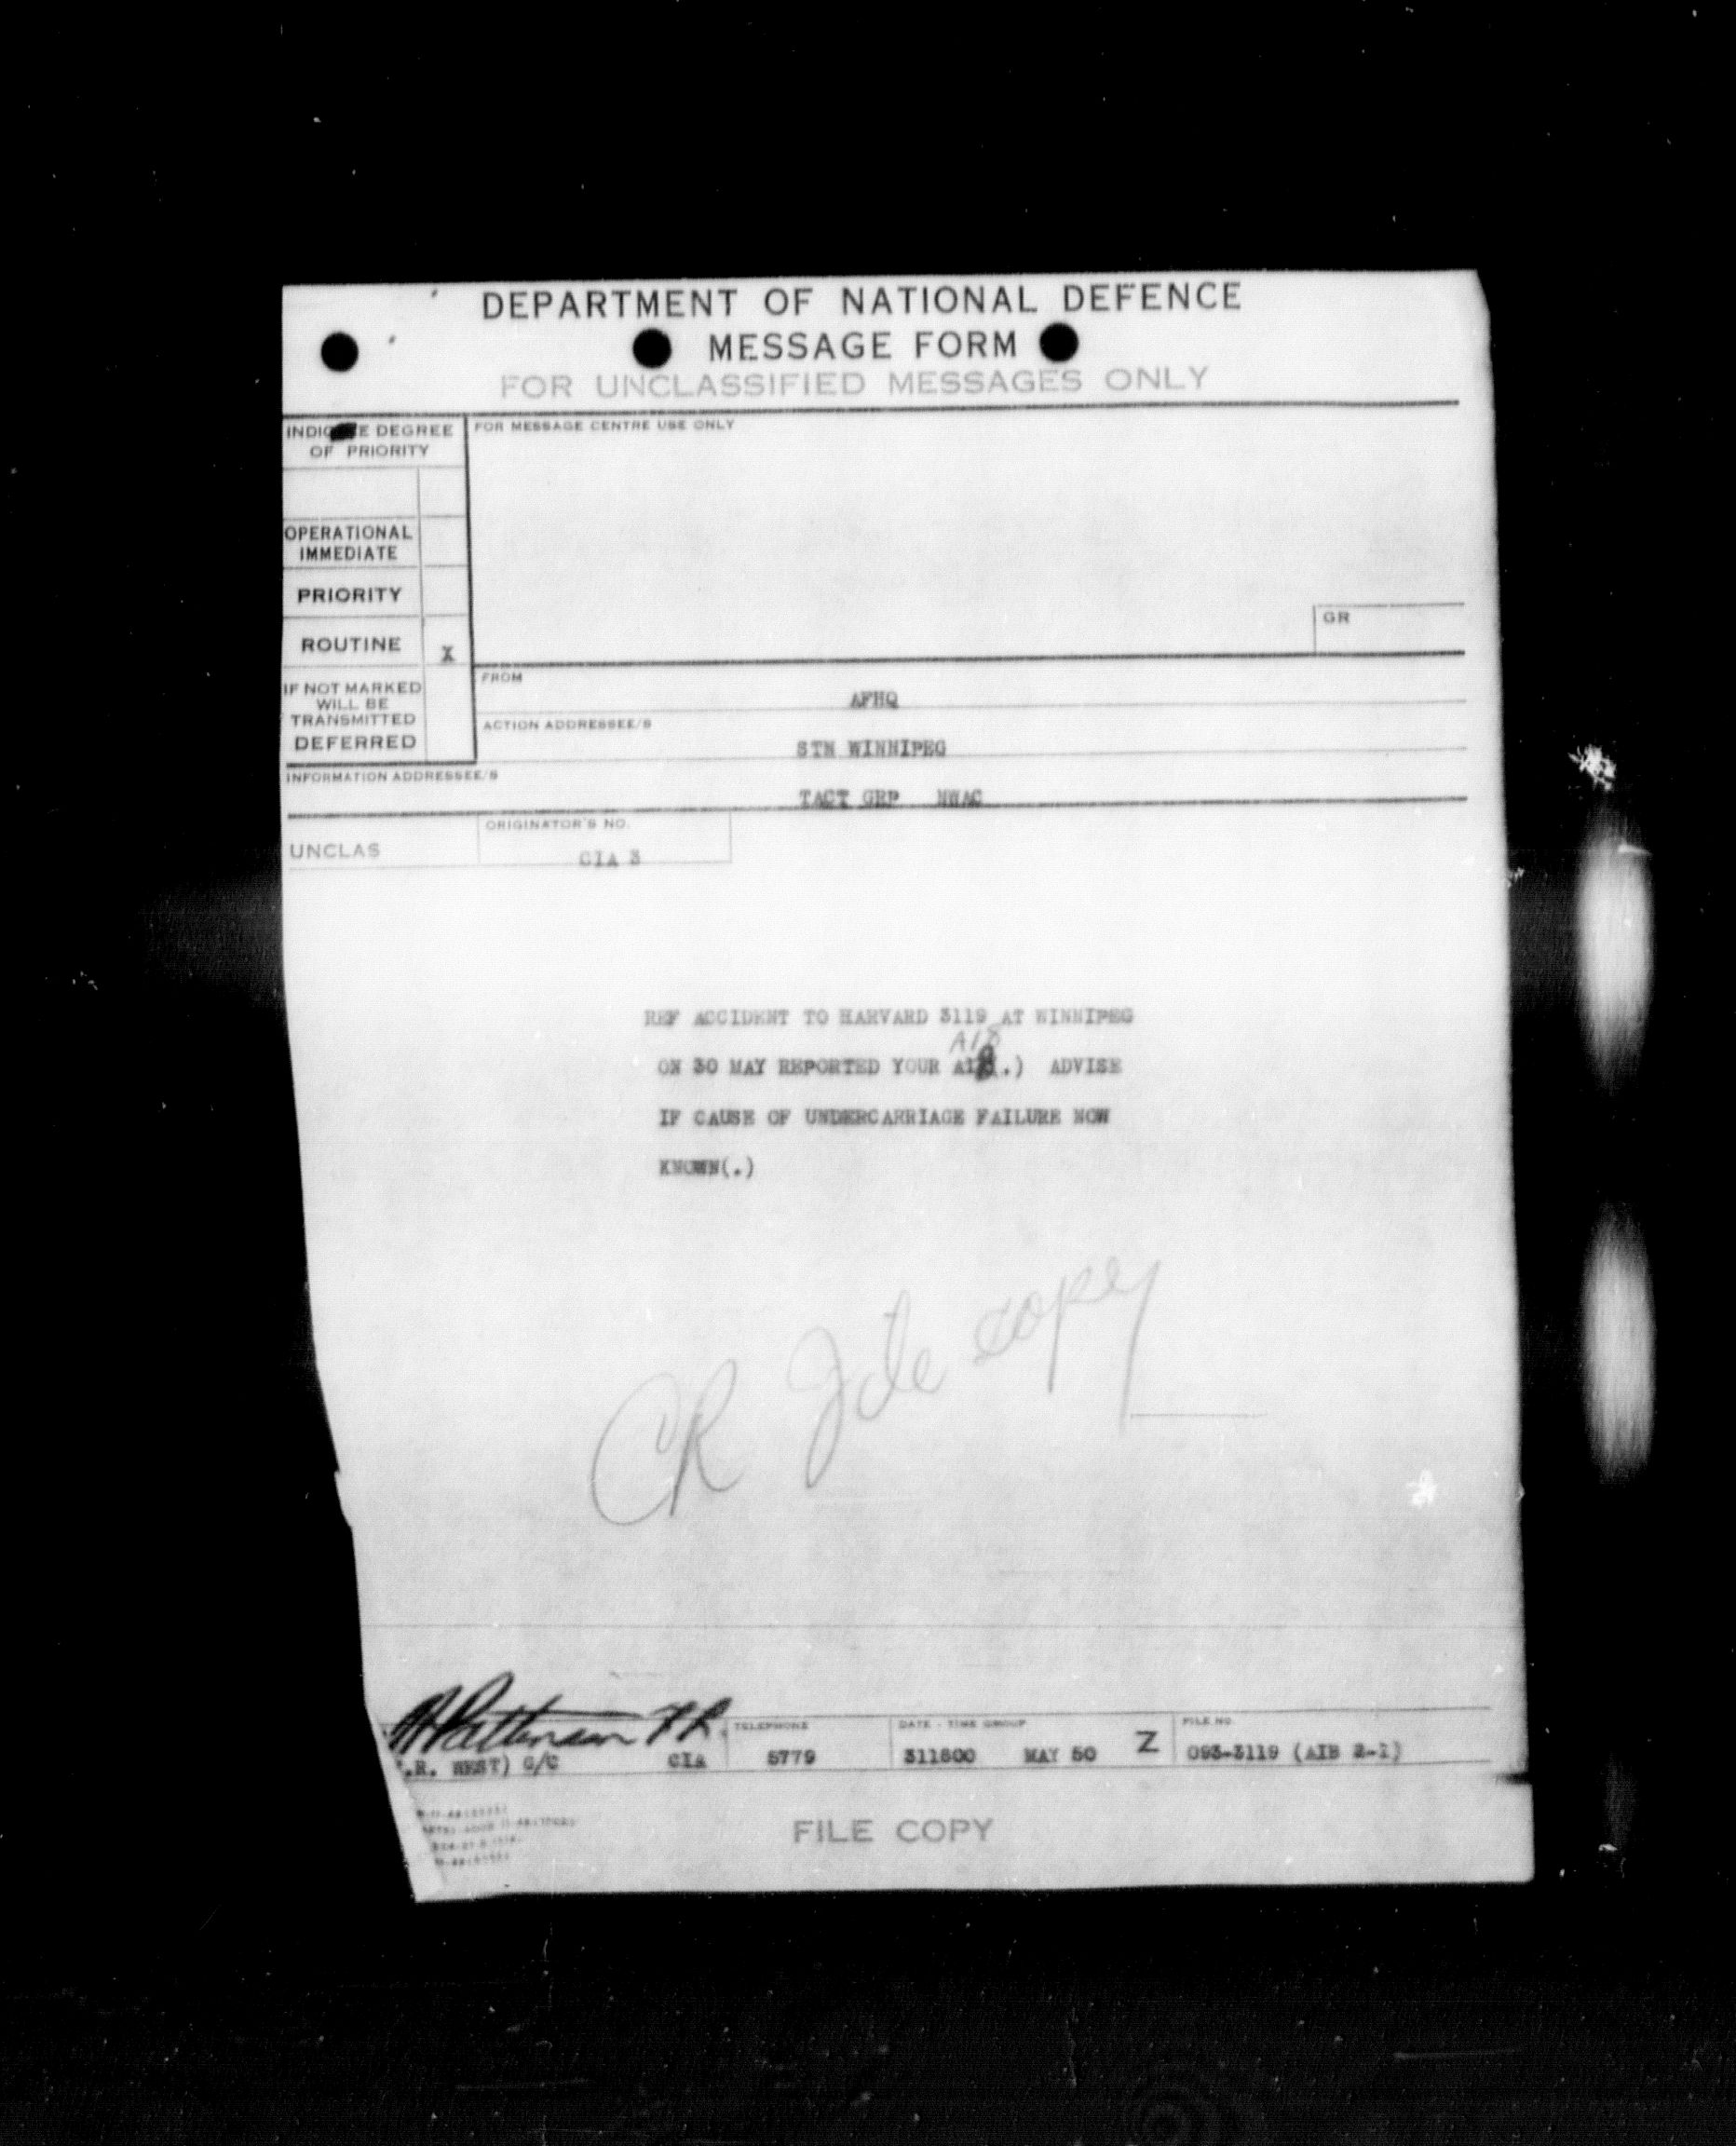 DEPARTMENT OF NATIONAL DEFENCE
MESSAGE FORM
FOR UNCLASSIFIED MESSAGES ONLY
INDICATE DEGREE
OF PRIORITY
FOR MESSAGE CENTRE USE ONLY
OPERATIONAL
IMMEDIATE
PRIORITY
GR
ROUTINE X
IF NOT MARKED
WILL BE
TRANSMITTED
DEFERRED
FROM
AFHQ
ACTION ADDRESSEE/S
STN WINNIPEG
INFORMATION ADDRESSEE/S
TACT GRP NWAC
UNCLAS
ORIGINATOR'S NO.
CIA 3
REF ACCIDENT TO HARVARD 3119 AT WINNIPEG
A18
ON 30 MAY REPORTED YOUR .) ADVISE
IF CAUSE OF UNDERCARRIAGE FAILURE NOW
KNOWN(.)
CR File copy
TELEPHONE
DATE - TIME GROUP
FILE NO.
.R. WEST) G/C CIA 5779 311800 MAY 50 Z 093-3119 (AIB 2-1)
FILE COPY